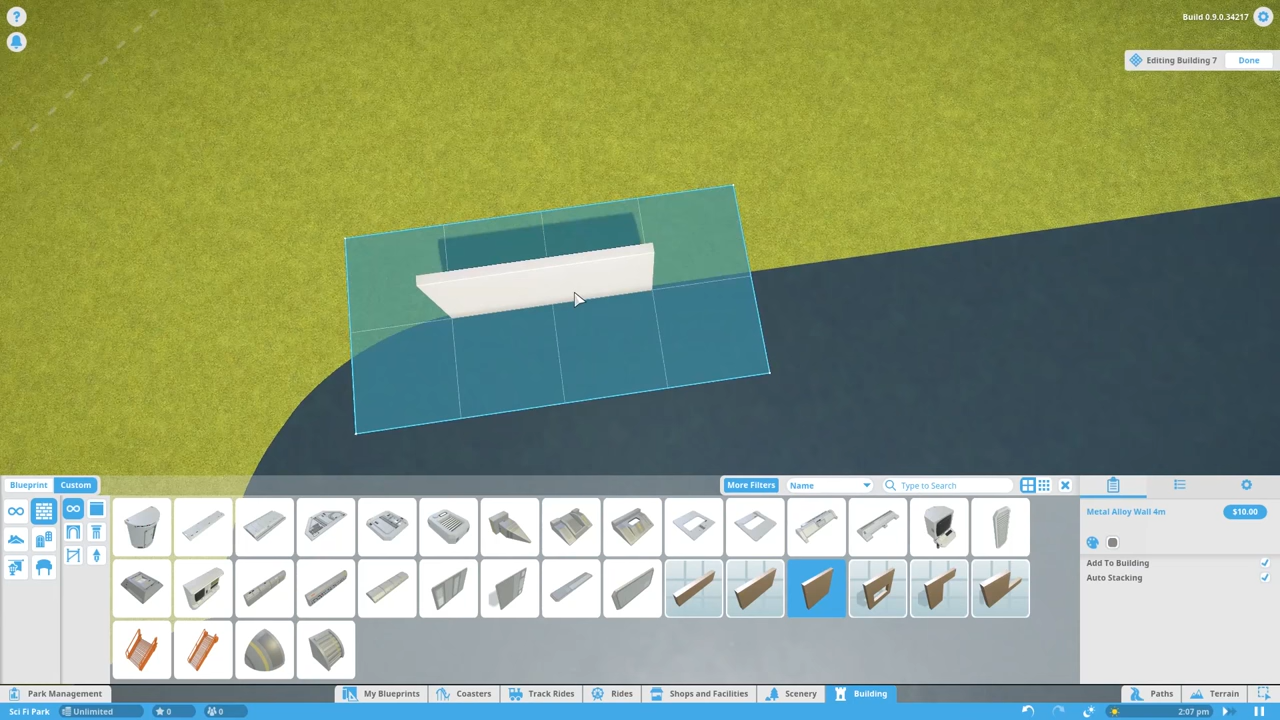 ?
Build 0.9.0.34217
Editing Building 7
Done
Blueprint
Custom
More Filters
Name
Type to Search
Metal Alloy Wall 4m
$10.00
Add To Building
Auto Stacking
Park Management
My Blueprints
Coasters
Track Rides
Rides
Shops and Facilities
Scenery
Building
Paths
Terrain
Sci Fi Park
Unlimited
0
0
2:07 pm